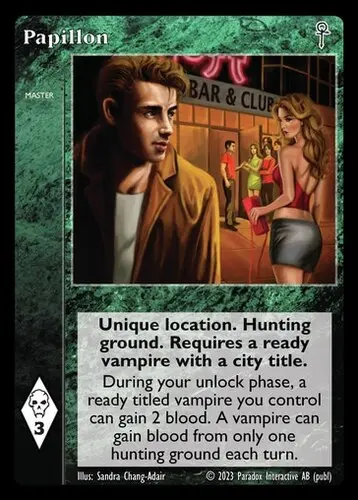 Papillon
MASTER
BAR & CLUB
Unique location. Hunting
ground. Requires a ready
vampire with a city title.
During your unlock phase, a
ready titled vampire you control
can gain 2 blood. A vampire can
gain blood from only one
hunting ground each turn.
3
Illus: Sandra Chang-Adair © 2023 Paradox Interactive AB (publ)